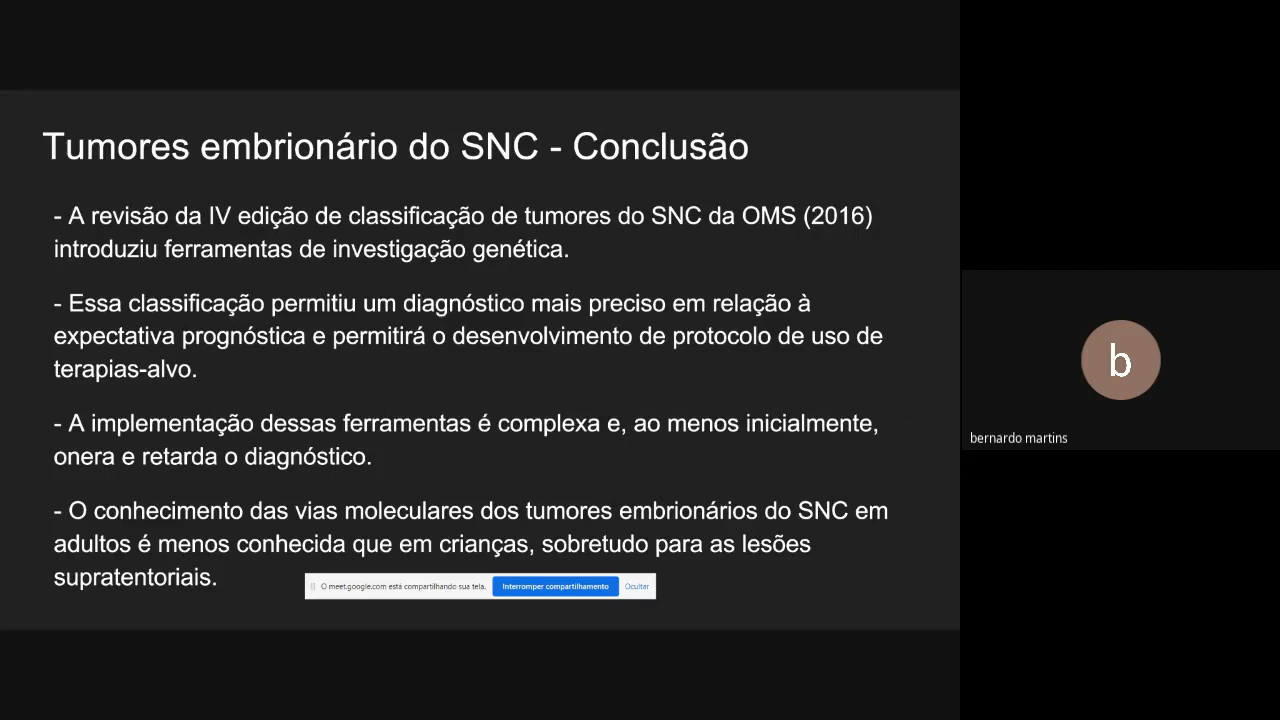 Tumores embrionário do SNC - Conclusão
- A revisão da IV edição de classificação de tumores do SNC da OMS (2016)
introduziu ferramentas de investigação genética.
- Essa classificação permitiu um diagnóstico mais preciso em relação à
expectativa prognóstica e permitirá o desenvolvimento de protocolo de uso de
terapias-alvo.
- A implementação dessas ferramentas é complexa e, ao menos inicialmente,
onera e retarda o diagnóstico.
- O conhecimento das vias moleculares dos tumores embrionários do SNC em
adultos é menos conhecida que em crianças, sobretudo para as lesões
supratentoriais.
O meet.google.com está compartilhando sua tela. Interromper compartilhamento Ocultar
b
bernardo martins